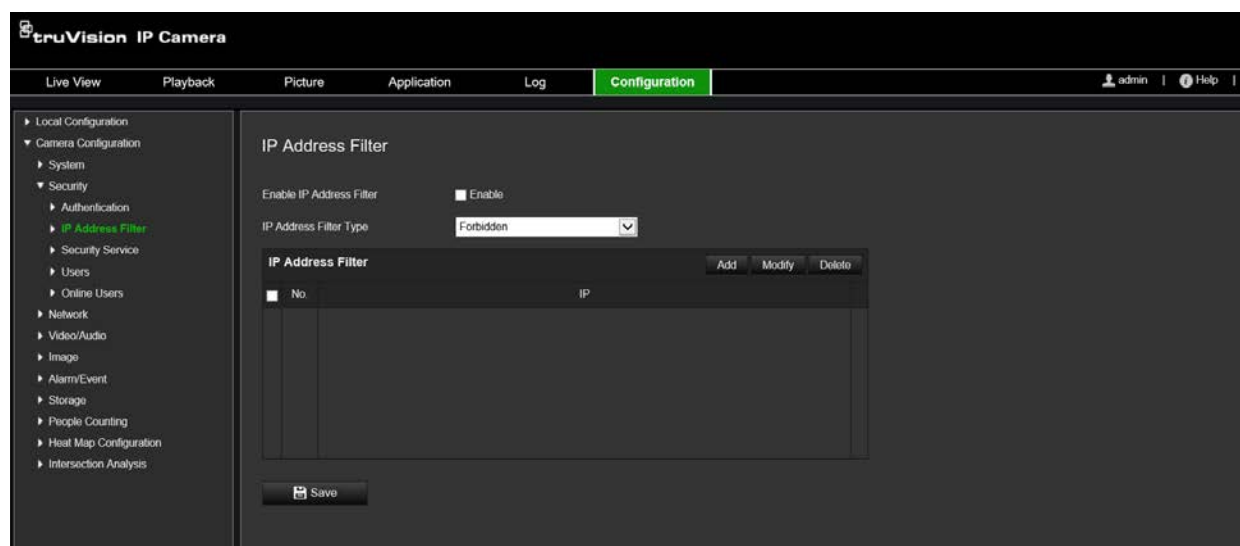 truVision IP Camera
Live View Playback Picture Application Log Configuration admin | Help |
Local Configuration
Camera Configuration
System
Security
Authentication
IP Address Filter
Security Service
Users
Online Users
Network
Video/Audio
Image
Alarm/Event
Storage
People Counting
Heat Map Configuration
Intersection Analysis
IP Address Filter
Enable IP Address Filter Enable
IP Address Filter Type Forbidden
IP Address Filter Add Modify Delete
No. IP
Save